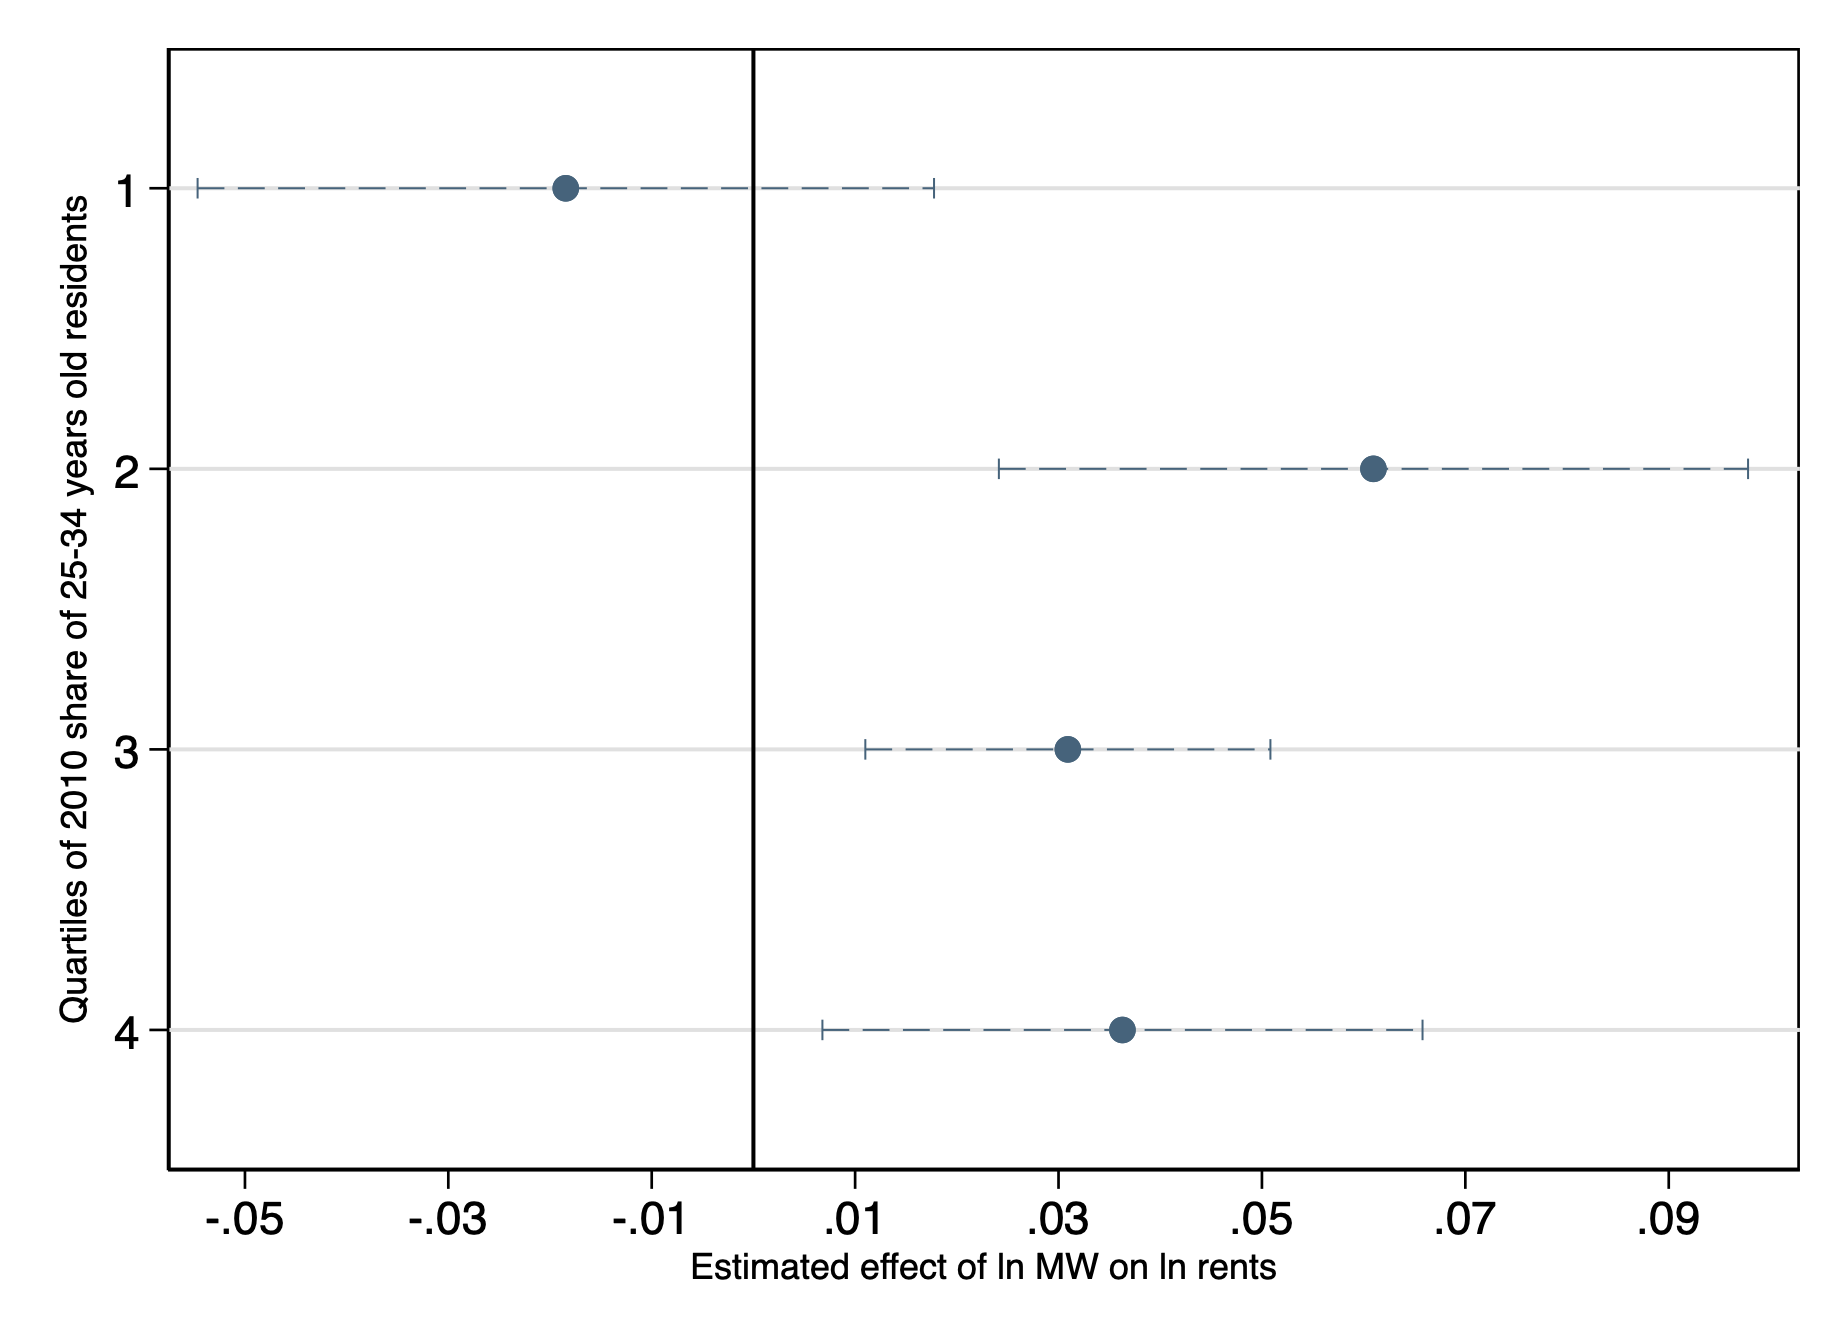 Quartiles of 2010 share of 25-34 years old residents
1
2
3
4
-.05 -.03 -.01 .01 .03 .05 .07 .09
Estimated effect of ln MW on ln rents